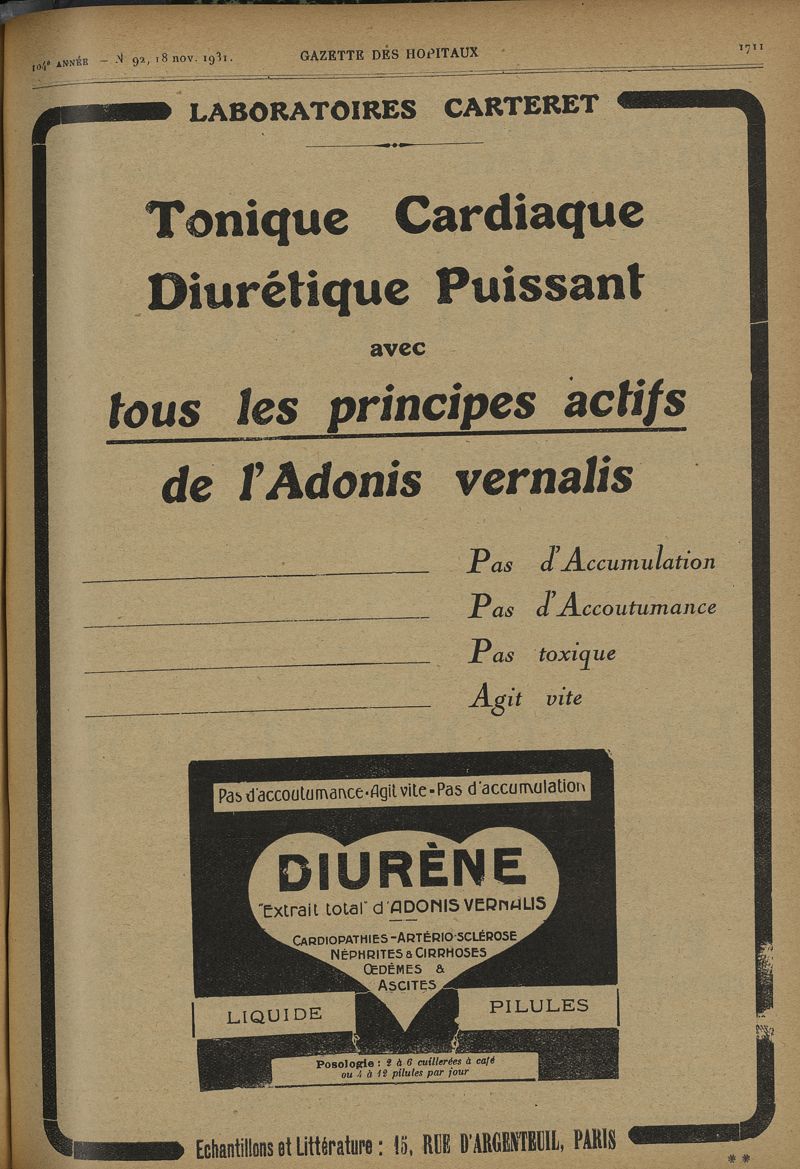 104e ANNÉE — N 92, 18 nov. 1931. GAZETTE DES HOPITAUX 1711
LABORATOIRES CARTERET
Tonique Cardiaque
Diurétique Puissant
avec
tous les principes actifs
de l'Adonis vernalis
Pas d'Accumulation
Pas d'Accoutumance
Pas toxique
Agit vite
Pas d'accoutumance-Agit vite-Pas d'accumulation
DIURÈNE
"Extrait total" d'ADONIS VERNALIS
CARDIOPATHIES-ARTÉRIO-SCLÉROSE
NÉPHRITES & CIRRHOSES
ŒDÈMES &
ASCITES
LIQUIDE PILULES
Posologie : 2 à 6 cuillerées à café
ou 4 à 12 pilules par jour
Echantillons et Littérature : 15, RUE D'ARGENTEUIL, PARIS
**